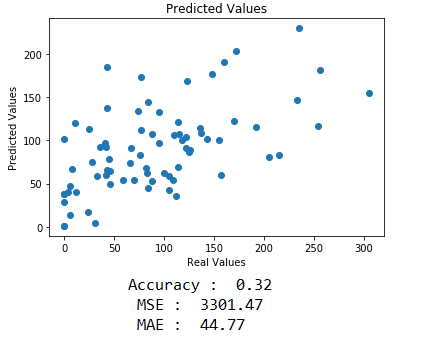 Predicted Values
Predicted Values
200
150
100
50
0
0 50 100 150 200 250 300
Real Values
Accuracy : 0.32
MSE : 3301.47
MAE : 44.77